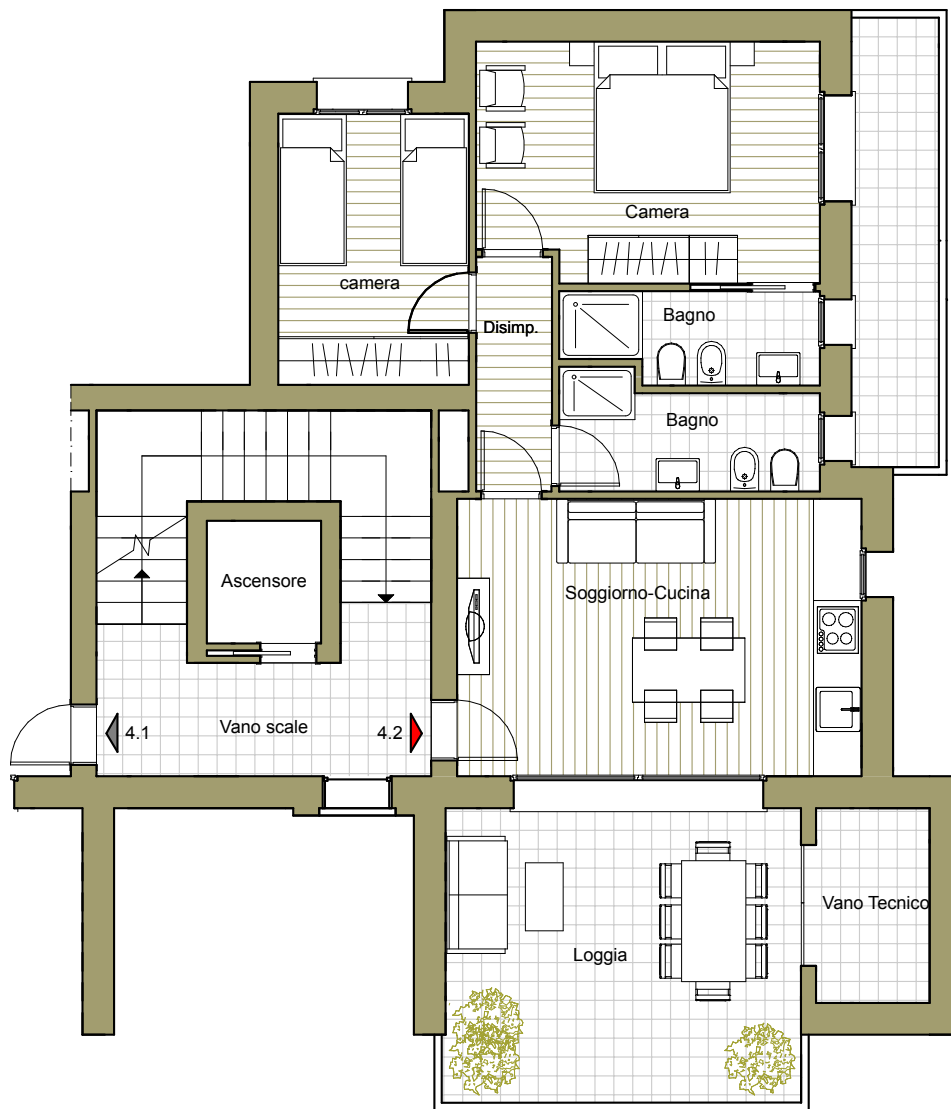 Camera
camera
Bagno
Disimp.
Bagno
Ascensore
Soggiorno-Cucina
Vano scale
4.1
4.2
Vano Tecnico
Loggia